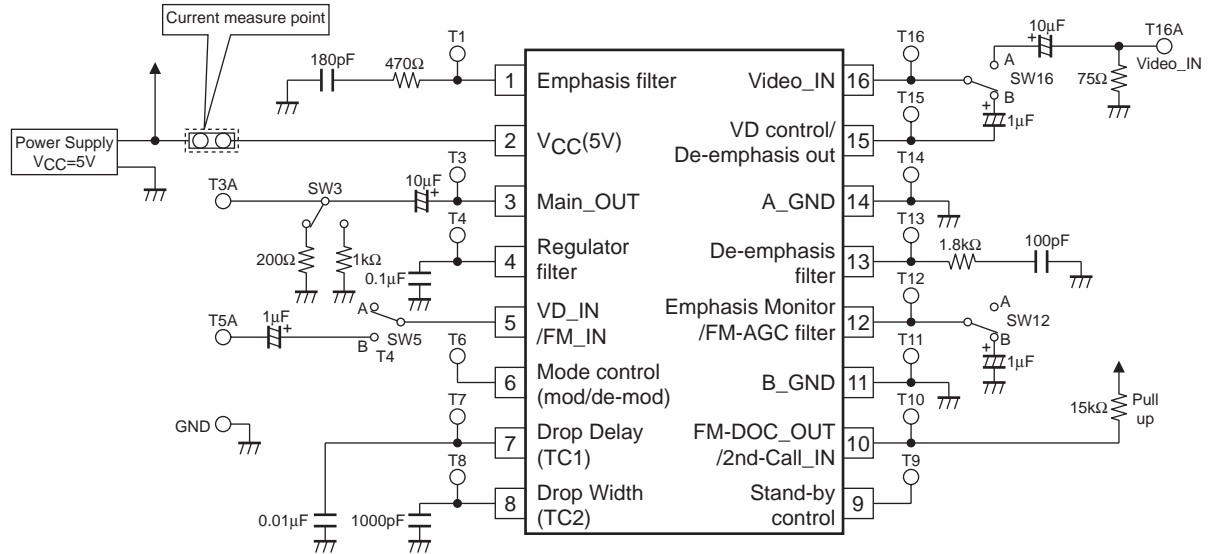 Current measure point
Power Supply
VCC=5V
T1
180pF
470Ω
1
Emphasis filter
2
VCC(5V)
T3A
SW3
10μF
+
T3
3
Main_OUT
200Ω
1kΩ
0.1μF
T4
4
Regulator
filter
T5A
1μF
+
A
B
SW5
T4
5
VD_IN
/FM_IN
T6
6
Mode control
(mod/de-mod)
GND
T7
7
Drop Delay
(TC1)
0.01μF
T8
8
Drop Width
(TC2)
1000pF
T16
Video_IN
16
A
SW16
B
+
10μF
T16A
Video_IN
75Ω
+
1μF
T15
VD control/
De-emphasis out
15
T14
A_GND
14
T13
De-emphasis
filter
13
1.8kΩ
100pF
T12
Emphasis Monitor
/FM-AGC filter
12
A
SW12
B
+
1μF
T11
B_GND
11
T10
FM-DOC_OUT
/2nd-Call_IN
10
15kΩ
Pull
up
T9
Stand-by
control
9